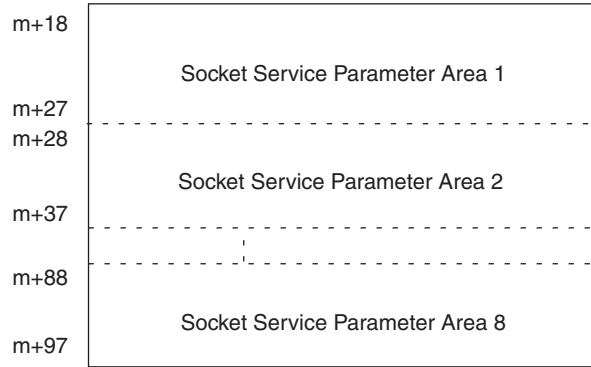 m+18
Socket Service Parameter Area 1
m+27
m+28
Socket Service Parameter Area 2
m+37
m+88
Socket Service Parameter Area 8
m+97